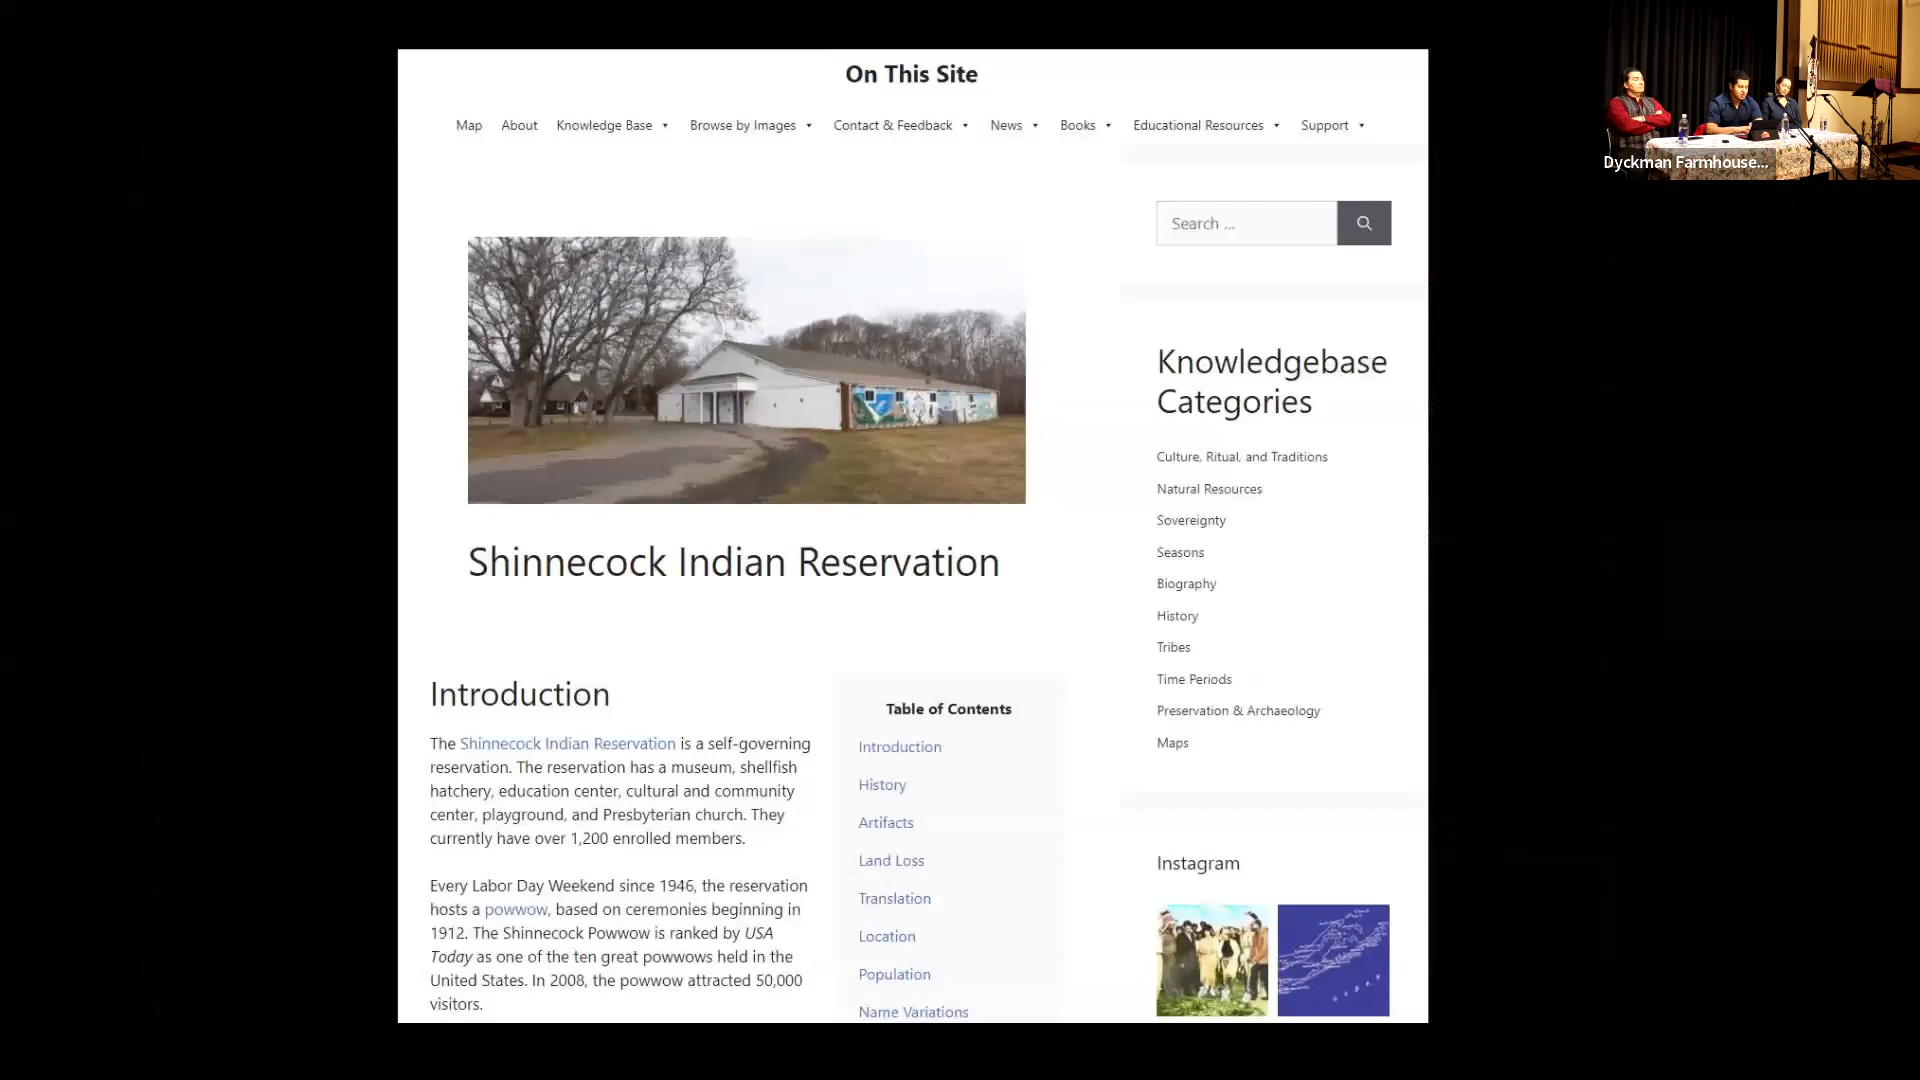 On This Site
Map About Knowledge Base Browse by Images Contact & Feedback News Books Educational Resources Support
Dyckman Farmhouse...
Search ...
Shinnecock Indian Reservation
Introduction
The Shinnecock Indian Reservation is a self-governing
reservation. The reservation has a museum, shellfish
hatchery, education center, cultural and community
center, playground, and Presbyterian church. They
currently have over 1,200 enrolled members.
Every Labor Day Weekend since 1946, the reservation
hosts a powwow, based on ceremonies beginning in
1912. The Shinnecock Powwow is ranked by USA
Today as one of the ten great powwows held in the
United States. In 2008, the powwow attracted 50,000
visitors.
Table of Contents
Introduction
History
Artifacts
Land Loss
Translation
Location
Population
Name Variations
Knowledgebase
Categories
Culture, Ritual, and Traditions
Natural Resources
Sovereignty
Seasons
Biography
History
Tribes
Time Periods
Preservation & Archaeology
Maps
Instagram